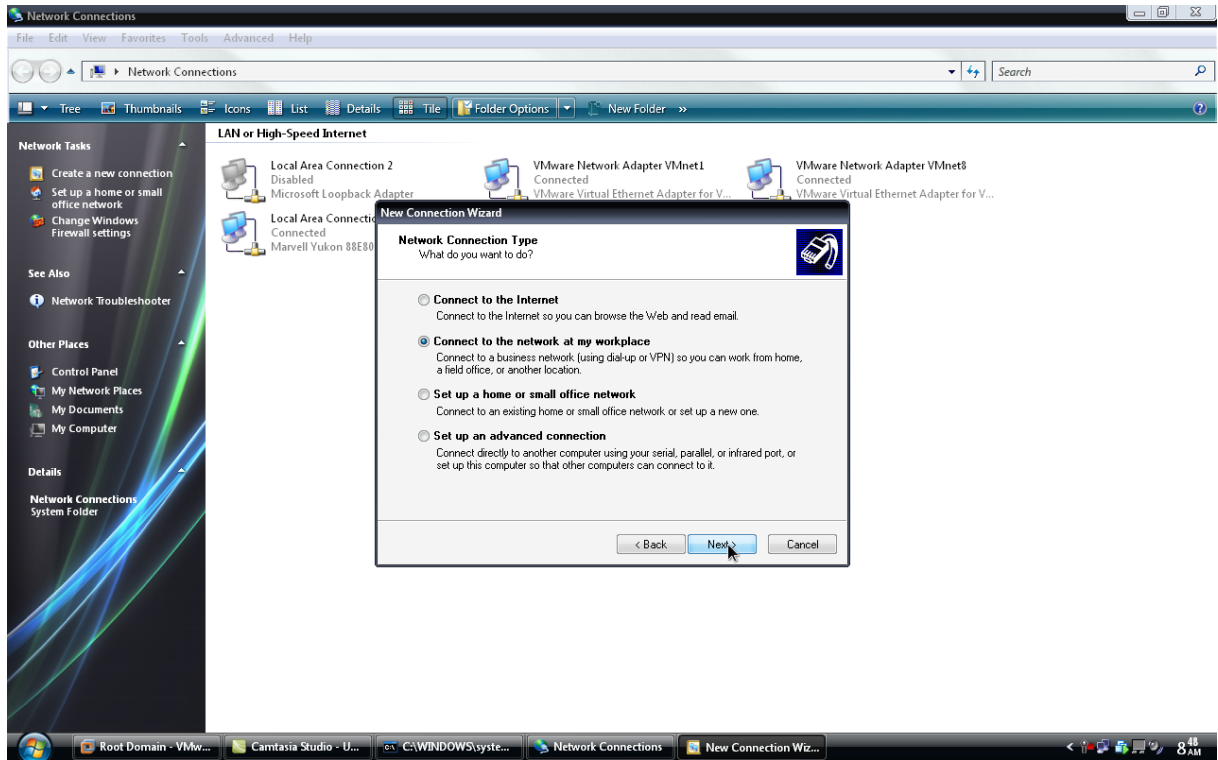 Network Connections
File Edit View Favorites Tools Advanced Help
Network Connections
Search
Tree Thumbnails Icons List Details Tile Folder Options New Folder »
LAN or High-Speed Internet
Network Tasks
Create a new connection
Set up a home or small
office network
Change Windows
Firewall settings
See Also
Network Troubleshooter
Other Places
Control Panel
My Network Places
My Documents
My Computer
Details
Network Connections
System Folder
Local Area Connection 2
Disabled
Microsoft Loopback Adapter
VMware Network Adapter VMnet1
Connected
VMware Virtual Ethernet Adapter for V...
VMware Network Adapter VMnet8
Connected
VMware Virtual Ethernet Adapter for V...
Local Area Connectio
Connected
Marvell Yukon 88E80
New Connection Wizard
Network Connection Type
What do you want to do?
Connect to the Internet
Connect to the Internet so you can browse the Web and read email.
Connect to the network at my workplace
Connect to a business network (using dial-up or VPN) so you can work from home,
a field office, or another location.
Set up a home or small office network
Connect to an existing home or small office network or set up a new one.
Set up an advanced connection
Connect directly to another computer using your serial, parallel, or infrared port, or
set up this computer so that other computers can connect to it.
< Back Next > Cancel
Root Domain - VMw... Camtasia Studio - U... C:\WINDOWS\syste... Network Connections New Connection Wiz... < 8 48 AM